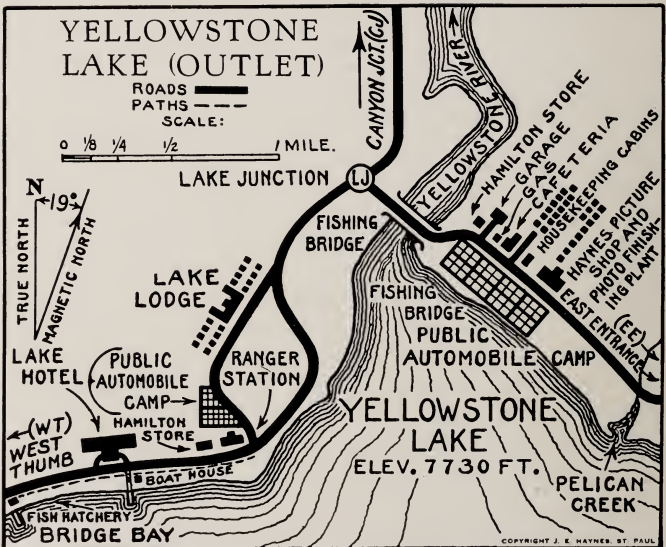 YELLOWSTONE
LAKE (OUTLET)
ROADS
PATHS
SCALE:
0 1/8 1/4 1/2 1 MILE.
CANYON JCT. (CJ)
YELLOWSTONE RIVER
LAKE JUNCTION
LJ
YELLOWSTONE RIVER
HAMILTON STORE
GARAGE
GAS
CAFETERIA
HOUSEKEEPING CABINS
HAYNES PICTURE
SHOP AND
PHOTO FINISH-
ING PLANT
EAST ENTRANCE
(EE)
N
19°
TRUE NORTH
MAGNETIC NORTH
FISHING
BRIDGE
LAKE
LODGE
FISHING
BRIDGE
PUBLIC
AUTOMOBILE CAMP
LAKE
HOTEL
PUBLIC
AUTOMOBILE
CAMP
RANGER
STATION
HAMILTON
STORE
(WT)
WEST
THUMB
BOAT HOUSE
FISH HATCHERY
BRIDGE BAY
YELLOWSTONE
LAKE
ELEV. 7730 FT.
PELICAN
CREEK
COPYRIGHT J. E. HAYNES, ST. PAUL